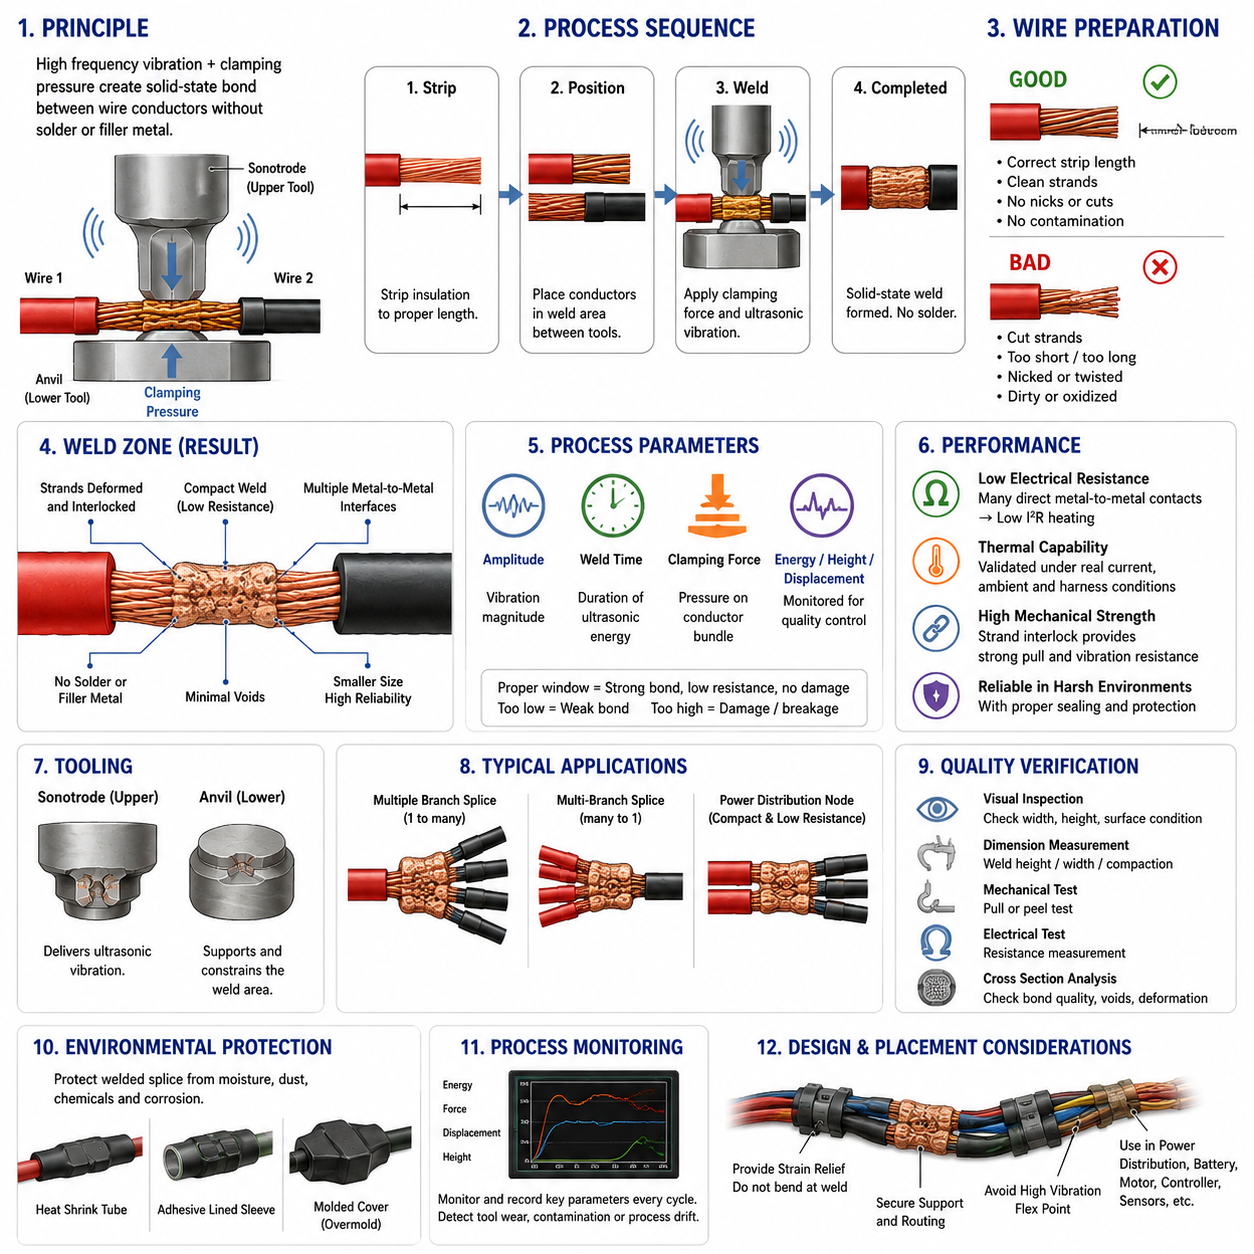 1. PRINCIPLE
High frequency vibration + clamping
pressure create solid-state bond
between wire conductors without
solder or filler metal.
Sonotrode
(Upper Tool)
Wire 1
Wire 2
Anvil
(Lower Tool)
Clamping
Pressure
2. PROCESS SEQUENCE
1. Strip
Strip insulation
to proper length.
2. Position
Place conductors
in weld area
between tools.
3. Weld
Apply clamping
force and ultrasonic
vibration.
4. Completed
Solid-state weld
formed. No solder.
3. WIRE PREPARATION
GOOD
• Correct strip length
• Clean strands
• No nicks or cuts
• No contamination
BAD
• Cut strands
• Too short / too long
• Nicked or twisted
• Dirty or oxidized
4. WELD ZONE (RESULT)
Strands Deformed
and Interlocked
Compact Weld
(Low Resistance)
Multiple Metal-to-Metal
Interfaces
No Solder or
Filler Metal
Minimal Voids
Smaller Size
High Reliability
5. PROCESS PARAMETERS
Amplitude
Vibration
magnitude
Weld Time
Duration of
ultrasonic
energy
Clamping Force
Pressure on
conductor
bundle
Energy / Height /
Displacement
Monitored for
quality control
Proper window = Strong bond, low resistance, no damage
Too low = Weak bond Too high = Damage / breakage
6. PERFORMANCE
Ω
Low Electrical Resistance
Many direct metal-to-metal contacts
→ Low I²R heating
Thermal Capability
Validated under real current,
ambient and harness conditions
High Mechanical Strength
Strand interlock provides
strong pull and vibration resistance
Reliable in Harsh Environments
With proper sealing and protection
7. TOOLING
Sonotrode (Upper)
Delivers ultrasonic
vibration.
Anvil (Lower)
Supports and
constrains the
weld area.
8. TYPICAL APPLICATIONS
Multiple Branch Splice
(1 to many)
Multi-Branch Splice
(many to 1)
Power Distribution Node
(Compact & Low Resistance)
9. QUALITY VERIFICATION
Visual Inspection
Check width, height, surface condition
Dimension Measurement
Weld height / width / compaction
Mechanical Test
Pull or peel test
Ω
Electrical Test
Resistance measurement
Cross Section Analysis
Check bond quality, voids, deformation
10. ENVIRONMENTAL PROTECTION
Protect welded splice from moisture, dust,
chemicals and corrosion.
Heat Shrink Tube
Adhesive Lined Sleeve
Molded Cover
(Overmold)
11. PROCESS MONITORING
Energy
Force
Displacement
Height
Monitor and record key parameters every cycle.
Detect tool wear, contamination or process drift.
12. DESIGN & PLACEMENT CONSIDERATIONS
Provide Strain Relief
Do not bend at weld
Secure Support
and Routing
Avoid High Vibration
Flex Point
Use in Power
Distribution, Battery,
Motor, Controller,
Sensors, etc.